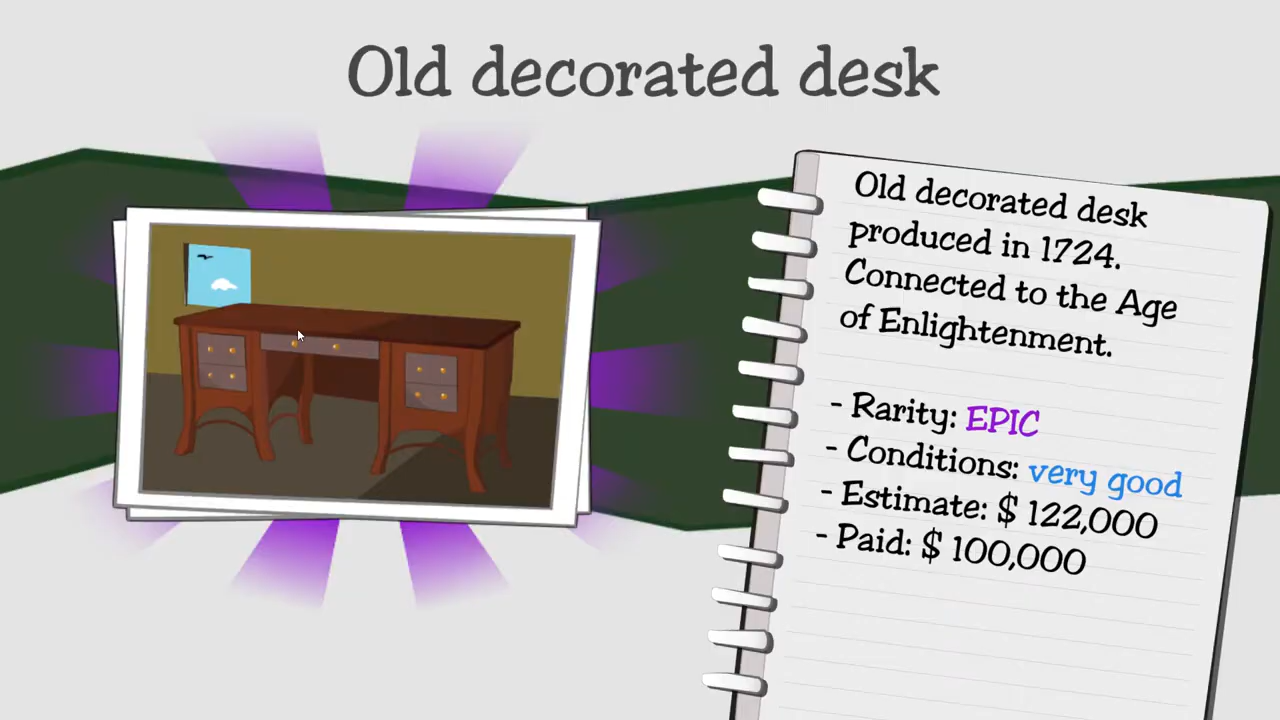 Old decorated desk
Old decorated desk
produced in 1724.
Connected to the Age
of Enlightenment.
- Rarity: EPIC
- Conditions: very good
- Estimate: $ 122,000
- Paid: $ 100,000